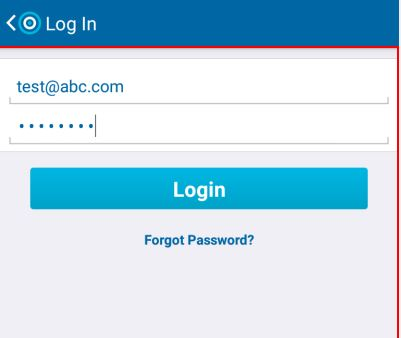 Log In
test@abc.com
••••••••
Login
Forgot Password?